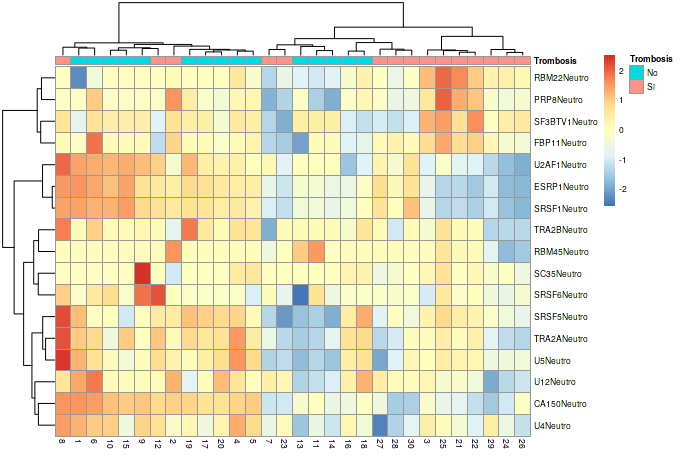 Trombosis
RBM22Neutro
PRP8Neutro
SF3BTV1Neutro
FBP11Neutro
U2AF1Neutro
ESRP1Neutro
SRSF1Neutro
TRA2BNeutro
RBM45Neutro
SC35Neutro
SRSF6Neutro
SRSF5Neutro
TRA2ANeutro
U5Neutro
U12Neutro
CA150Neutro
U4Neutro
8 1 6 10 15 9 12 2 19 17 20 4 5 7 23 13 11 14 16 18 27 28 30 3 25 21 22 29 24 26
2
1
0
-1
-2
Trombosis
No
SI